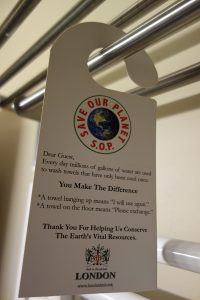 SAVE OUR PLANET
S.O.P.
Dear Guest,
Every day millions of gallons of water are used
to wash towels that have only been used once.
You Make The Difference
"A towel hanging up means "I will use again."
"A towel on the floor means "Please exchange."
Thank You For Helping Us Conserve
The Earth's Vital Resources.
LONDON